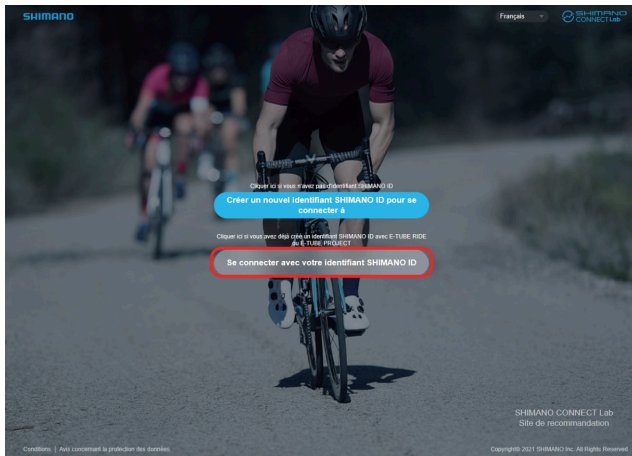 SHIMANO
Français
SHIMANO
CONNECT Lab
Cliquer ici si vous n'avez pas d'identifiant SHIMANO ID
Créer un nouvel identifiant SHIMANO ID pour se
connecter à
Cliquer ici si vous avez déjà créé un identifiant SHIMANO ID avec E-TUBE RIDE
ou E-TUBE PROJECT
Se connecter avec votre identifiant SHIMANO ID
SHIMANO CONNECT Lab
Site de recommandation
Conditions | Avis concernant la protection des données.
Copyright© 2021 SHIMANO Inc. All Rights Reserved